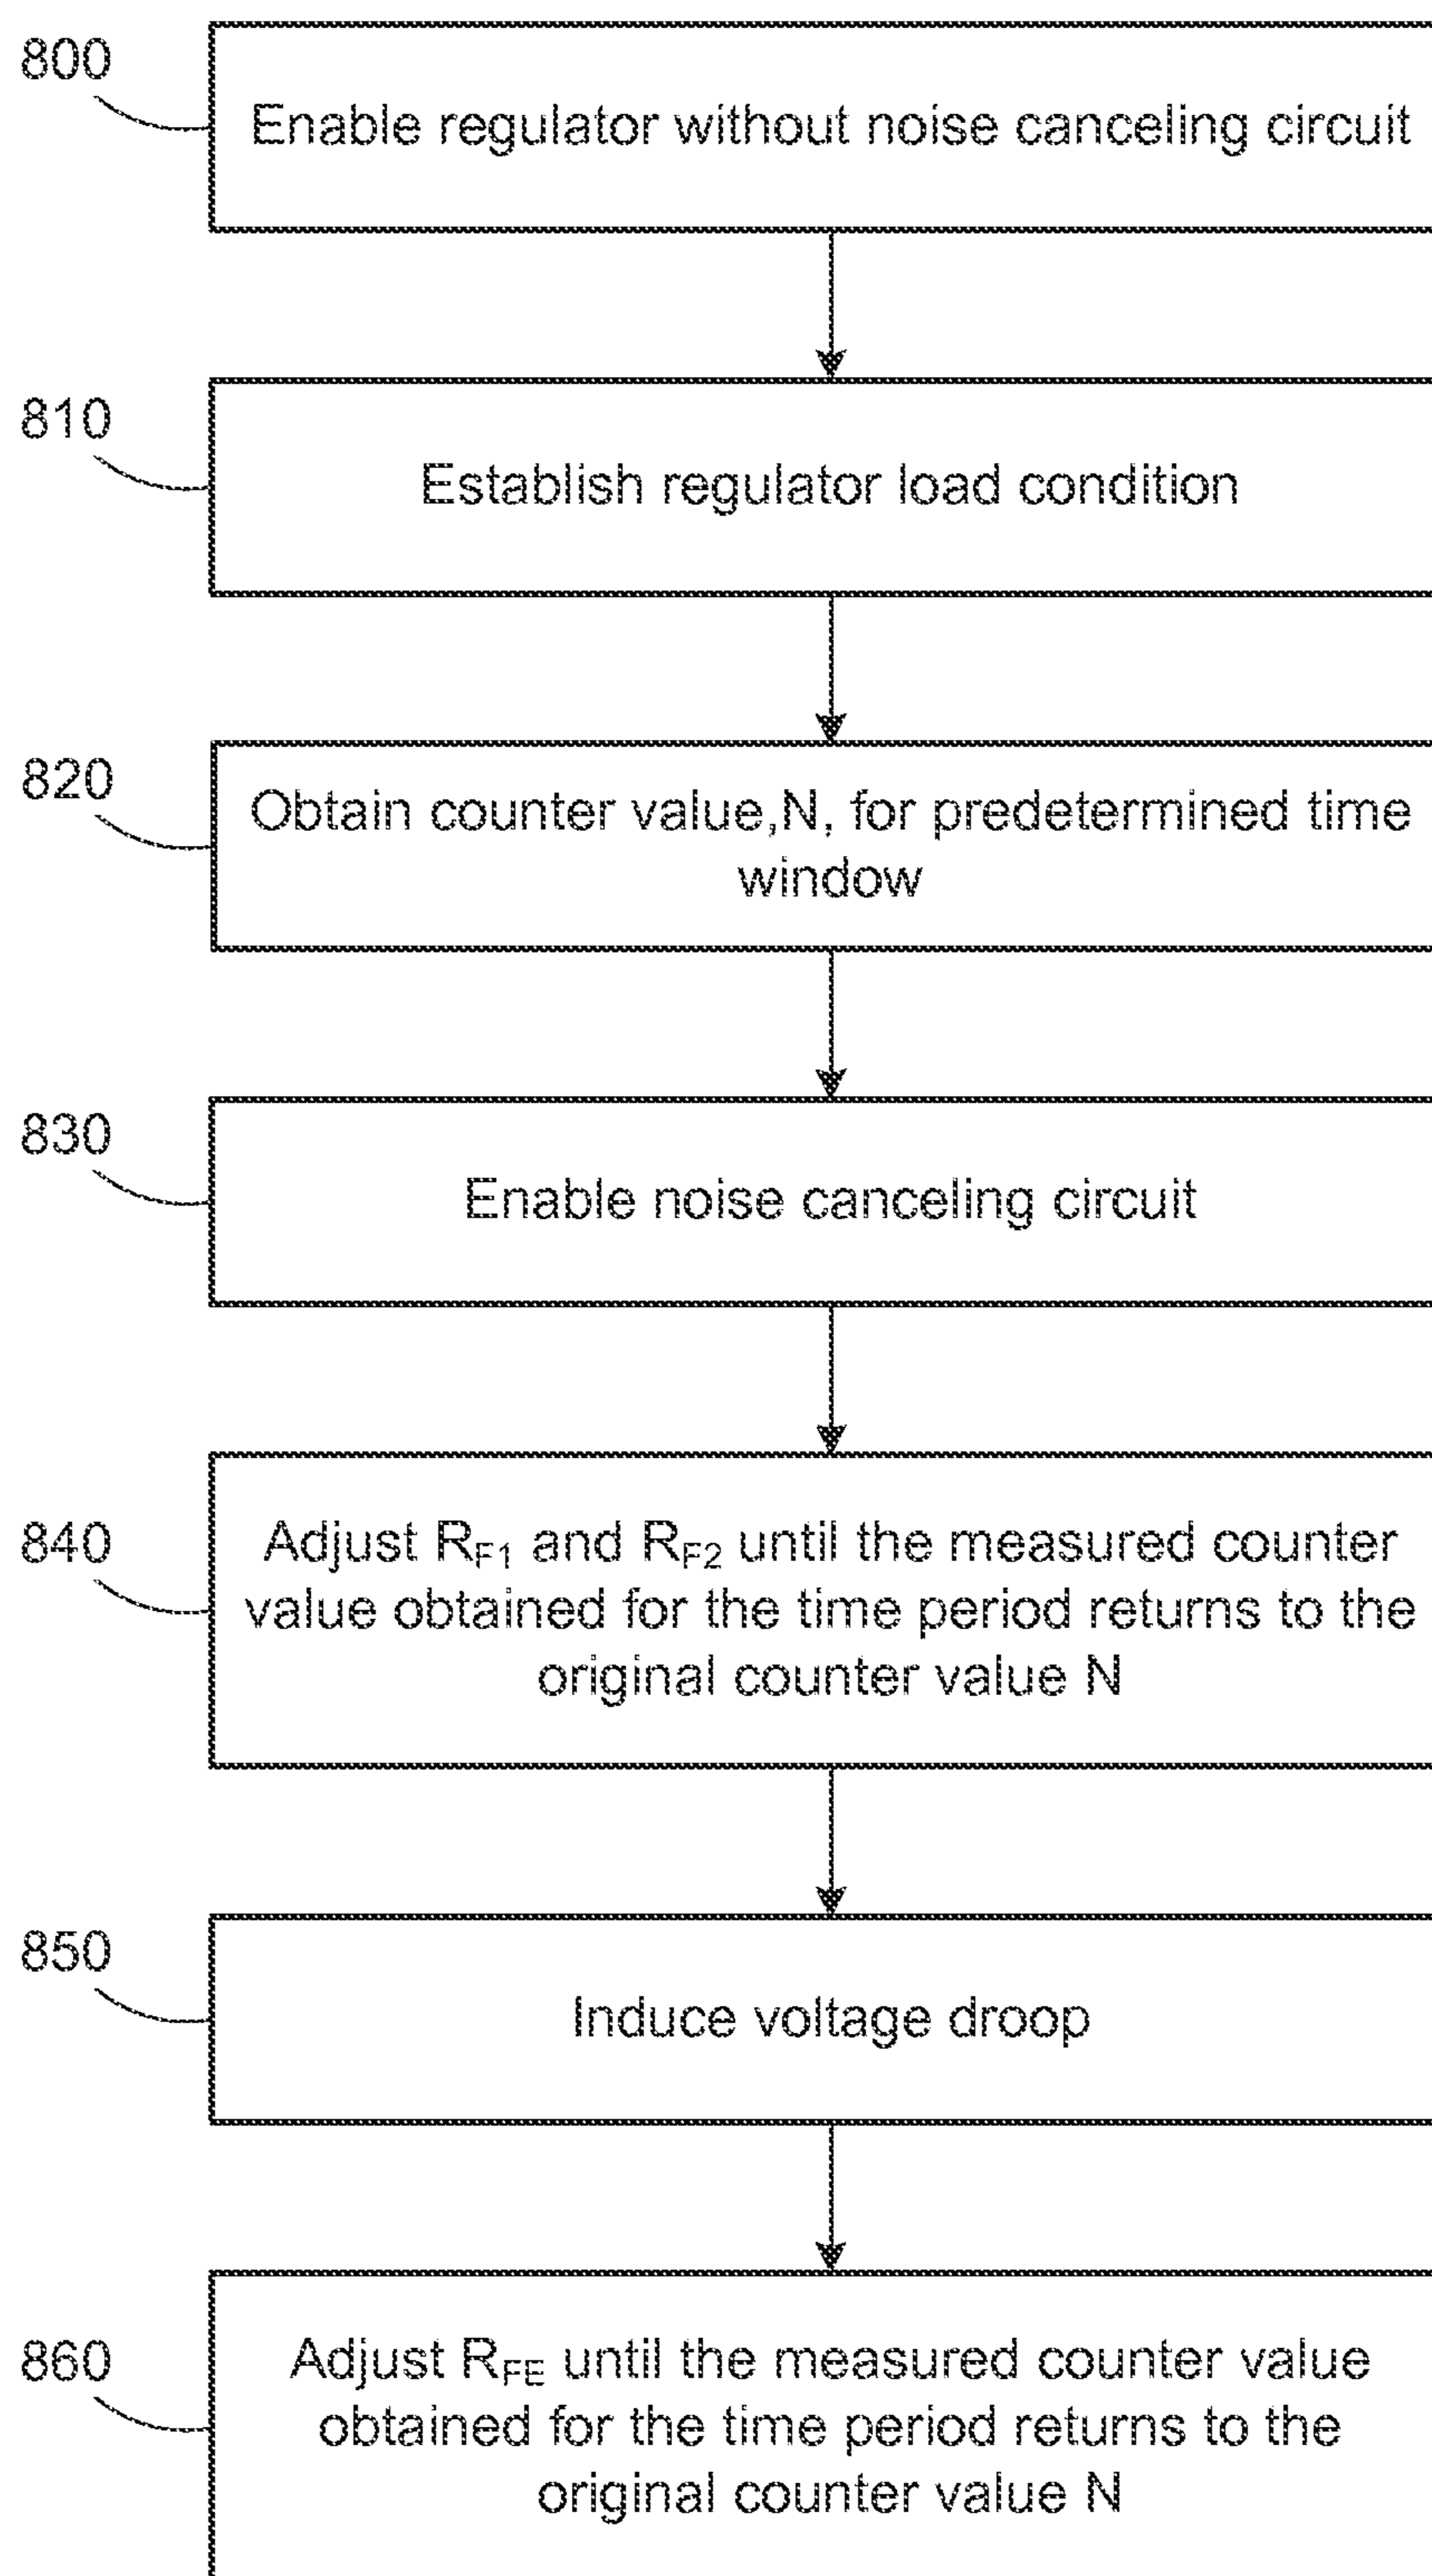 800
Enable regulator without noise canceling circuit
810
Establish regulator load condition
820
Obtain counter value,N, for predetermined time
window
830
Enable noise canceling circuit
840
Adjust R_F1 and R_F2 until the measured counter
value obtained for the time period returns to the
original counter value N
850
Induce voltage droop
860
Adjust R_FE until the measured counter value
obtained for the time period returns to the
original counter value N